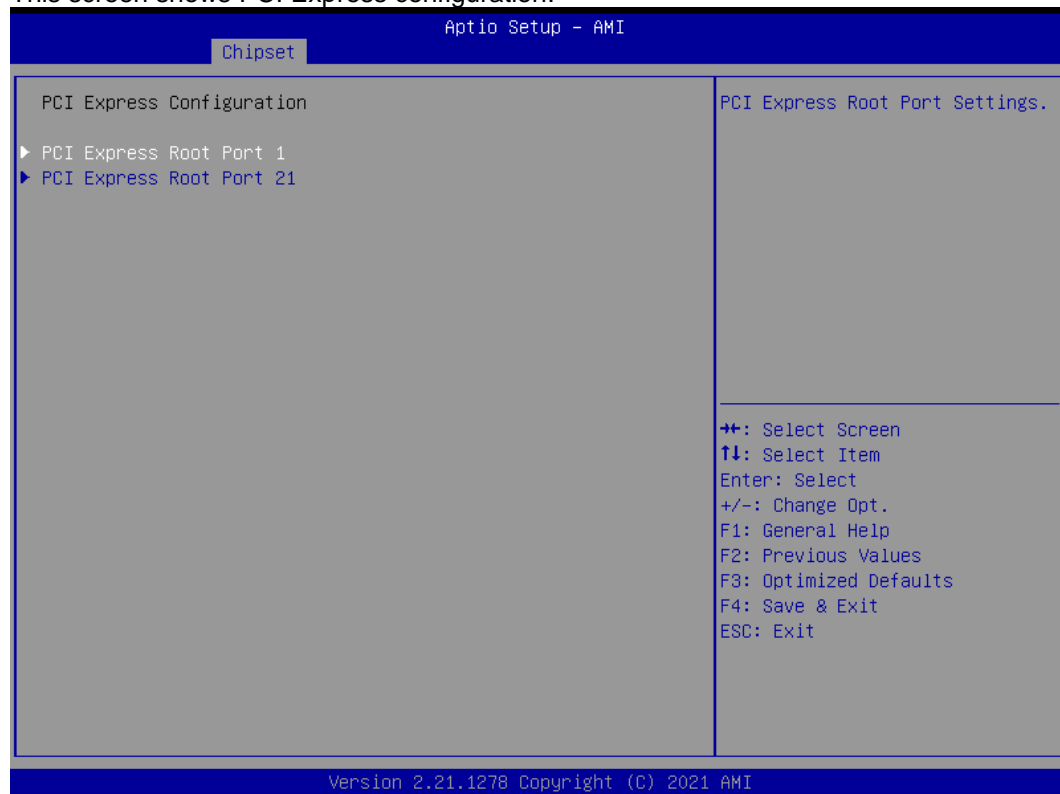 This screen shows PCI Express configuration.
Aptio Setup – AMI
Chipset
PCI Express Configuration
PCI Express Root Port 1
PCI Express Root Port 21
PCI Express Root Port Settings.
→←: Select Screen
↑↓: Select Item
Enter: Select
+/-: Change Opt.
F1: General Help
F2: Previous Values
F3: Optimized Defaults
F4: Save & Exit
ESC: Exit
Version 2.21.1278 Copyright (C) 2021 AMI